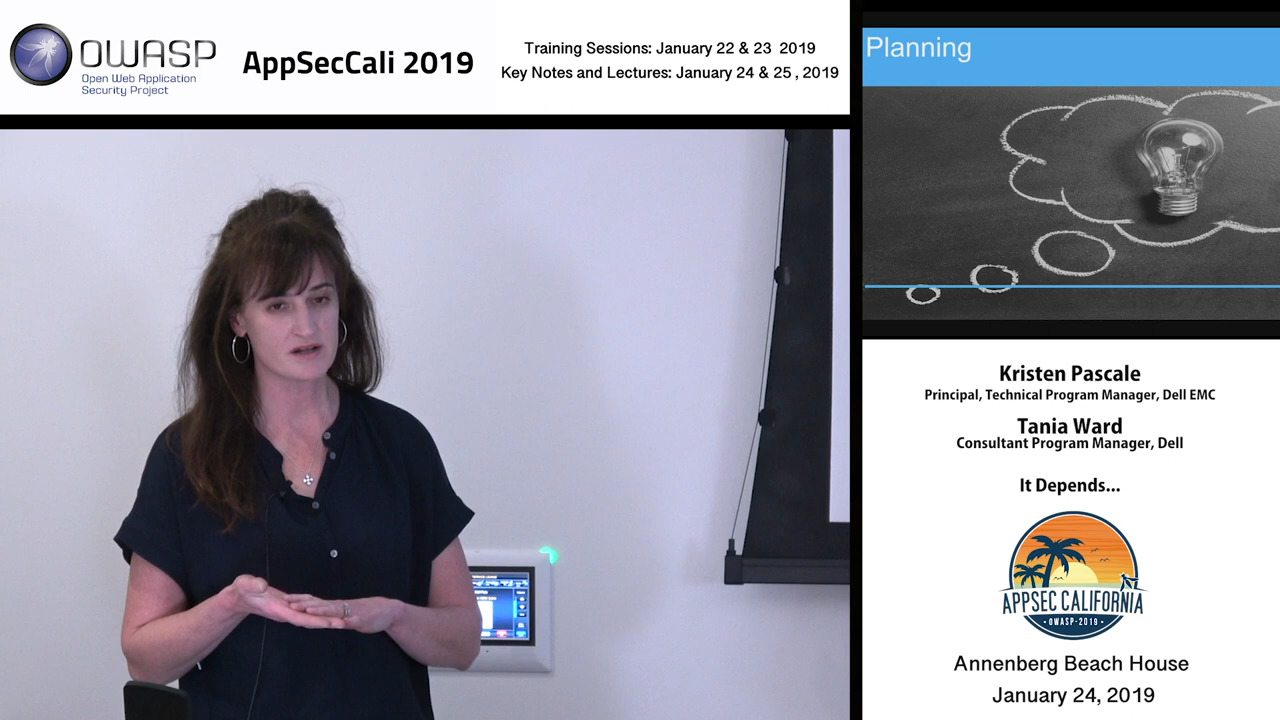 OWASP
Open Web Application
Security Project
AppSecCali 2019
Training Sessions: January 22 & 23 2019
Key Notes and Lectures: January 24 & 25 , 2019
Planning
Kristen Pascale
Principal, Technical Program Manager, Dell EMC
Tania Ward
Consultant Program Manager, Dell
It Depends...
APPSEC CALIFORNIA
• OWASP-2019 •
Annenberg Beach House
January 24, 2019